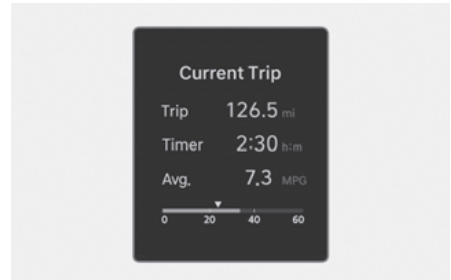 Current Trip
Trip 126.5 mi
Timer 2:30 h:m
Avg. 7.3 MPG
0 20 40 60